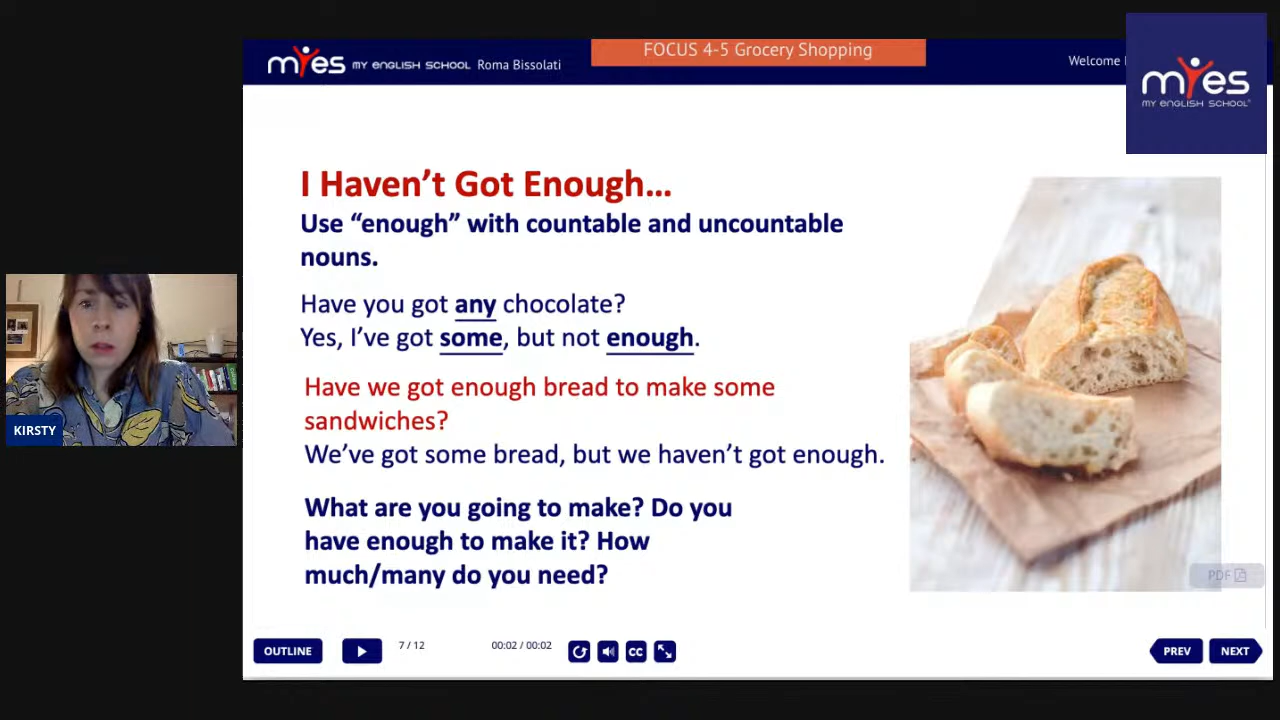 myes MY ENGLISH SCHOOL Roma Bissolati
FOCUS 4-5 Grocery Shopping
Welcome
myes
MY ENGLISH SCHOOL
I Haven't Got Enough…
Use “enough” with countable and uncountable
nouns.
Have you got any chocolate?
Yes, I've got some, but not enough.
Have we got enough bread to make some
sandwiches?
We've got some bread, but we haven't got enough.
What are you going to make? Do you
have enough to make it? How
much/many do you need?
KIRSTY
PDF
OUTLINE
7 / 12
00:02 / 00:02
CC
PREV
NEXT